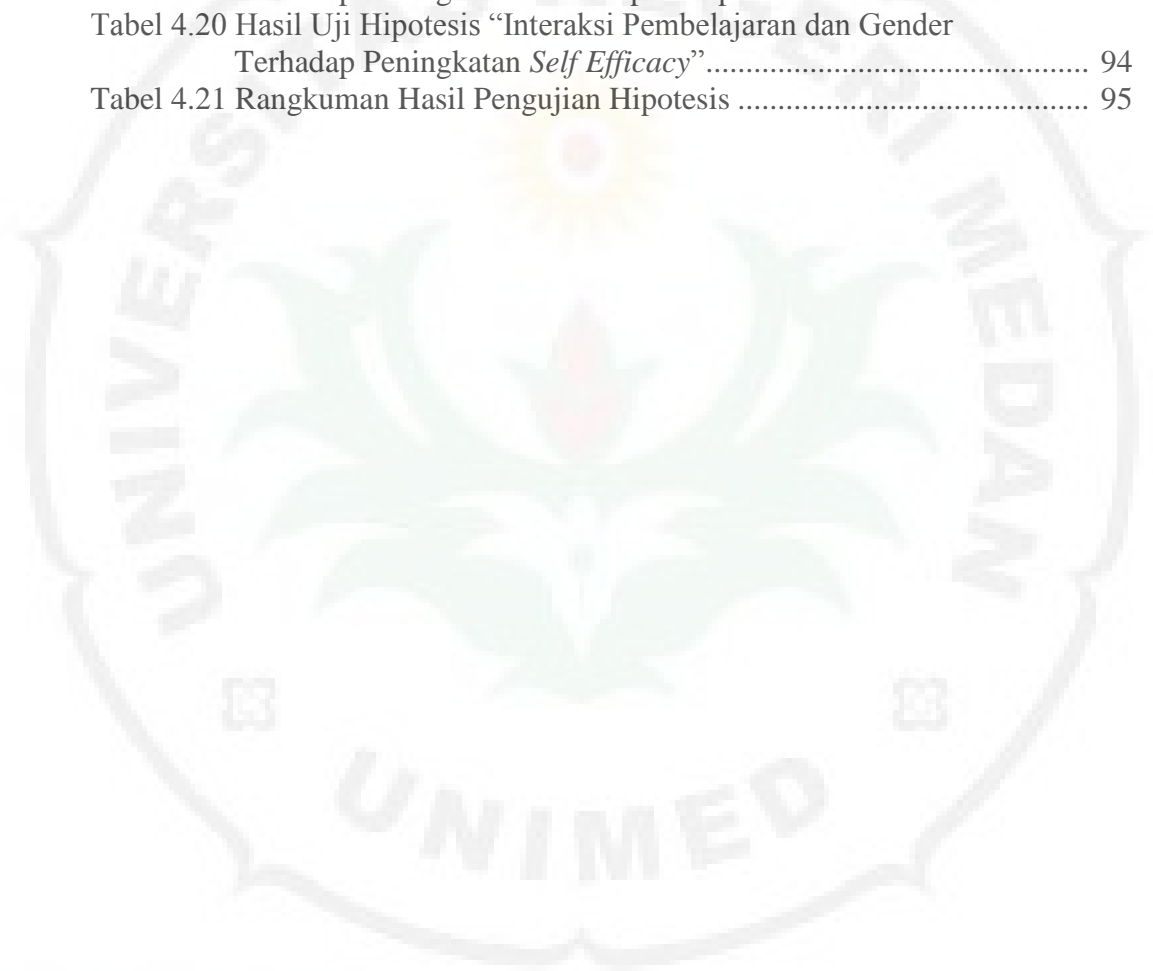 Tabel 4.20 Hasil Uji Hipotesis “Interaksi Pembelajaran dan Gender
Terhadap Peningkatan Self Efficacy”................................................ 94
Tabel 4.21 Rangkuman Hasil Pengujian Hipotesis ............................................ 95
UNIVERSITAS NEGERI MEDAN
UNIMED